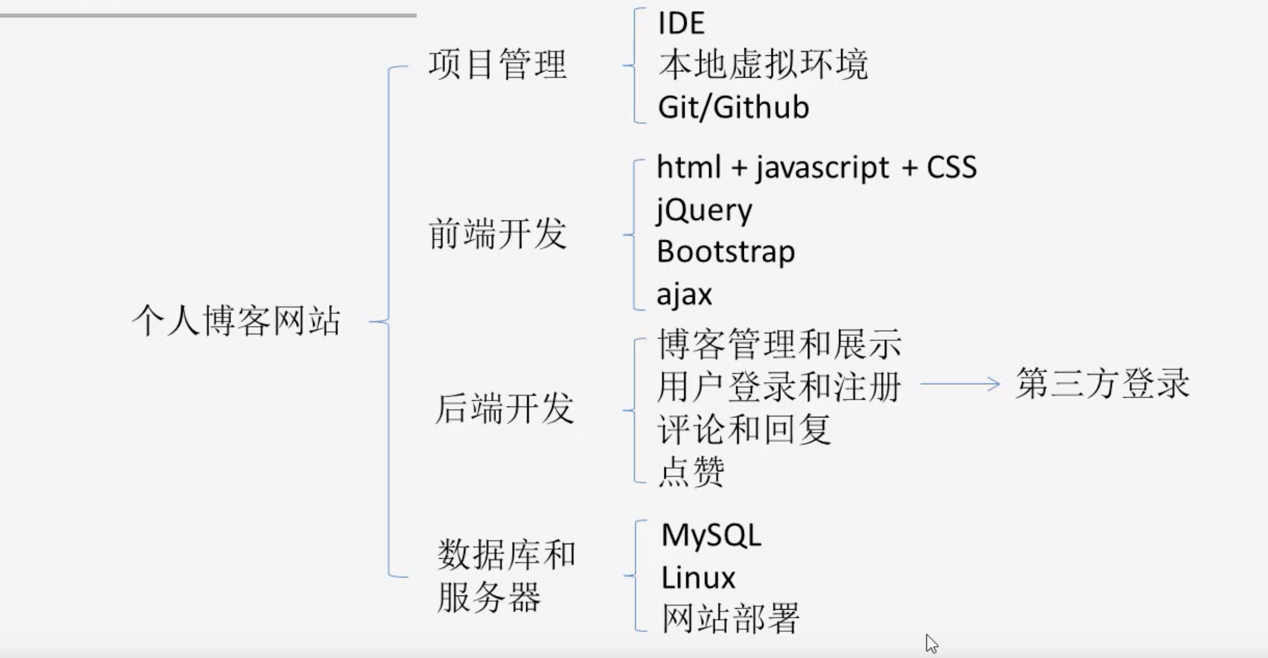 个人博客网站
项目管理
IDE
本地虚拟环境
Git/Github
前端开发
html + javascript + CSS
jQuery
Bootstrap
ajax
后端开发
博客管理和展示
用户登录和注册
第三方登录
评论和回复
点赞
数据库和
服务器
MySQL
Linux
网站部署